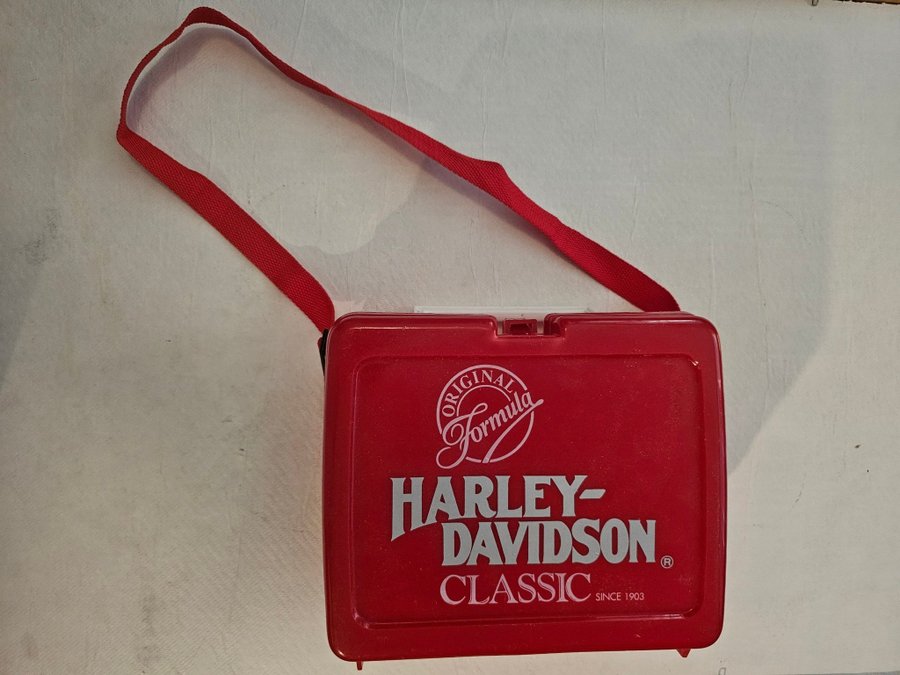 ORIGINAL
Formula
HARLEY-
DAVIDSON®
CLASSIC SINCE 1903